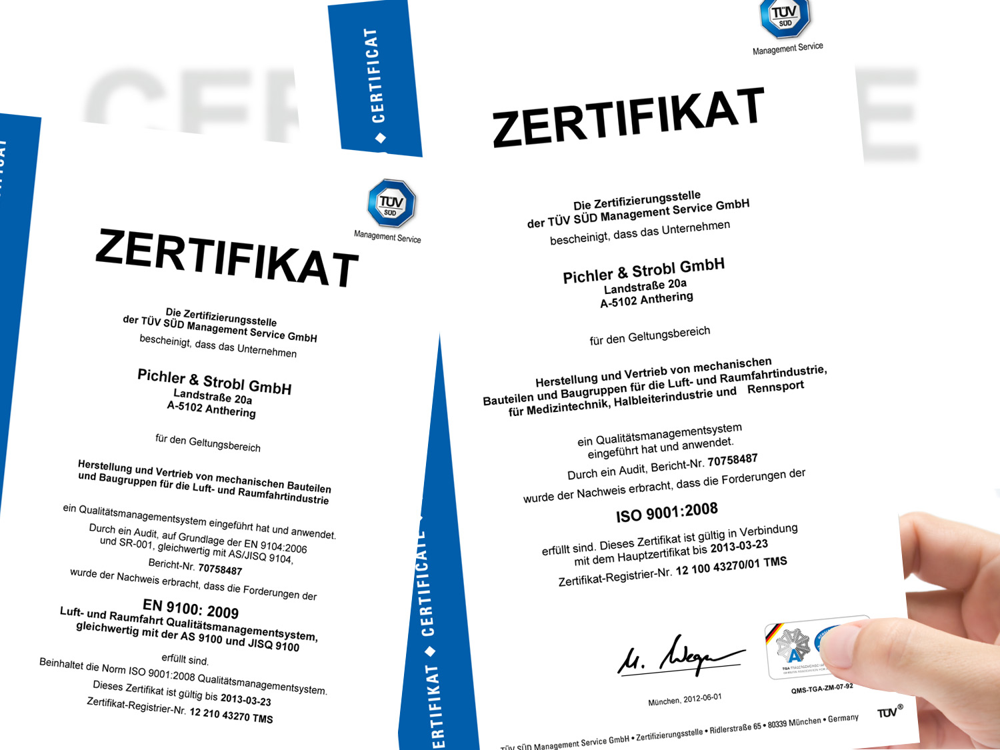 CERTIFICAT
TÜV
SÜD
Management Service
ZERTIFIKAT
Die Zertifizierungsstelle
der TÜV SÜD Management Service GmbH
bescheinigt, dass das Unternehmen
Pichler & Strobl GmbH
Landstraße 20a
A-5102 Anthering
für den Geltungsbereich
Herstellung und Vertrieb von mechanischen Bauteilen
und Baugruppen für die Luft- und Raumfahrtindustrie
ein Qualitätsmanagementsystem eingeführt hat und anwendet.
Durch ein Audit, auf Grundlage der EN 9104:2006
und SR-001, gleichwertig mit AS/JISQ 9104,
Bericht-Nr. 70758487
wurde der Nachweis erbracht, dass die Forderungen der
EN 9100: 2009
Luft- und Raumfahrt Qualitätsmanagementsystem,
gleichwertig mit der AS 9100 und JISQ 9100
erfüllt sind.
Beinhaltet die Norm ISO 9001:2008 Qualitätsmanagementsystem.
Dieses Zertifikat ist gültig bis 2013-03-23
Zertifikat-Registrier-Nr. 12 210 43270 TMS
ERTIFIKAT ◆ CERTIFICATE
TÜV
SÜD
Management Service
ZERTIFIKAT
Die Zertifizierungsstelle
der TÜV SÜD Management Service GmbH
bescheinigt, dass das Unternehmen
Pichler & Strobl GmbH
Landstraße 20a
A-5102 Anthering
für den Geltungsbereich
Herstellung und Vertrieb von mechanischen
Bauteilen und Baugruppen für die Luft- und Raumfahrtindustrie,
für Medizintechnik, Halbleiterindustrie und Rennsport
ein Qualitätsmanagementsystem
eingeführt hat und anwendet.
Durch ein Audit, Bericht-Nr. 70758487
wurde der Nachweis erbracht, dass die Forderungen der
ISO 9001:2008
erfüllt sind. Dieses Zertifikat ist gültig in Verbindung
mit dem Hauptzertifikat bis 2013-03-23
Zertifikat-Registrier-Nr. 12 100 43270/01 TMS
München, 2012-06-01
QMS-TGA-ZM-07-92
TÜV®
TÜV SÜD Management Service GmbH • Zertifizierungsstelle • Ridlerstraße 65 • 80339 München • Germany